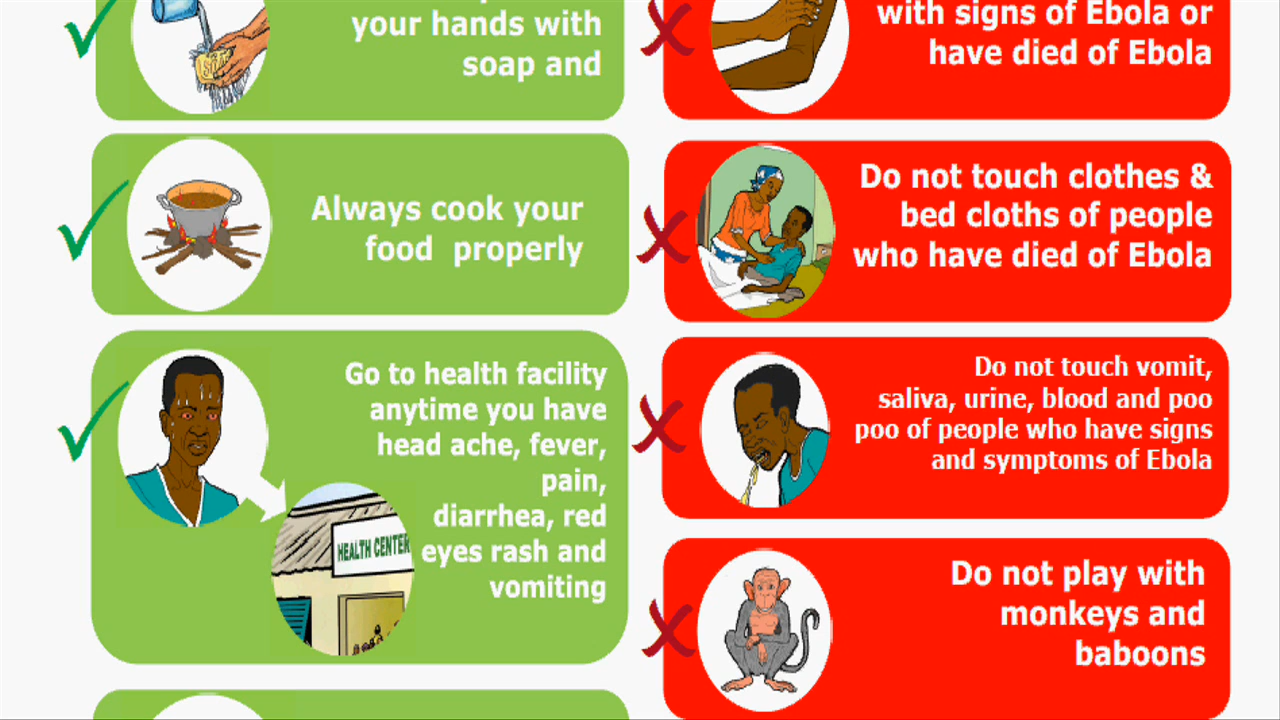 your hands with
soap and
Always cook your
food properly
Go to health facility
anytime you have
head ache, fever,
pain,
diarrhea, red
eyes rash and
vomiting
HEALTH CENTER
with signs of Ebola or
have died of Ebola
Do not touch clothes &
bed cloths of people
who have died of Ebola
Do not touch vomit,
saliva, urine, blood and poo
poo of people who have signs
and symptoms of Ebola
Do not play with
monkeys and
baboons